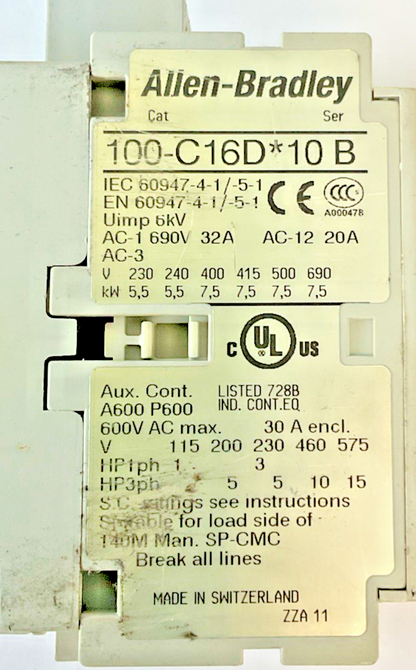 Allen-Bradley
Cat Ser
100-C16D*10 B
IEC 60947-4-1/-5-1
EN 60947-4-1/-5-1
CE CCC
Uimp 6kV A00047B
AC-1 690V 32A AC-12 20A
AC-3
V 230 240 400 415 500 690
kW 5,5 5,5 7,5 7,5 7,5 7,5
C UL ® US
Aux. Cont. LISTED 728B
A600 P600 IND. CONT.EQ
600V AC max. 30 A encl.
V 115 200 230 460 575
HP1ph 1 3
HP3ph 5 5 10 15
S.C. ratings see instructions
Suitable for load side of
140M Man. SP-CMC
Break all lines
MADE IN SWITZERLAND
ZZA 11